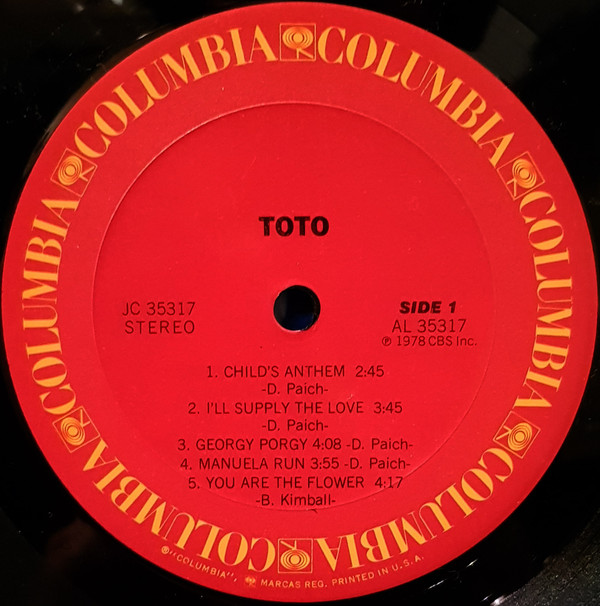 COLUMBIA COLUMBIA COLUMBIA COLUMBIA COLUMBIA COLUMBIA COLUMBIA COLUMBIA
TOTO
JC 35317
STEREO
SIDE 1
AL 35317
℗ 1978 CBS Inc.
1. CHILD'S ANTHEM 2:45
-D. Paich-
2. I'LL SUPPLY THE LOVE 3:45
-D. Paich-
3. GEORGY PORGY 4:08 -D. Paich-
4. MANUELA RUN 3:55 -D. Paich-
5. YOU ARE THE FLOWER 4:17
-B. Kimball-
®"COLUMBIA", MARCAS REG. PRINTED IN U.S.A.